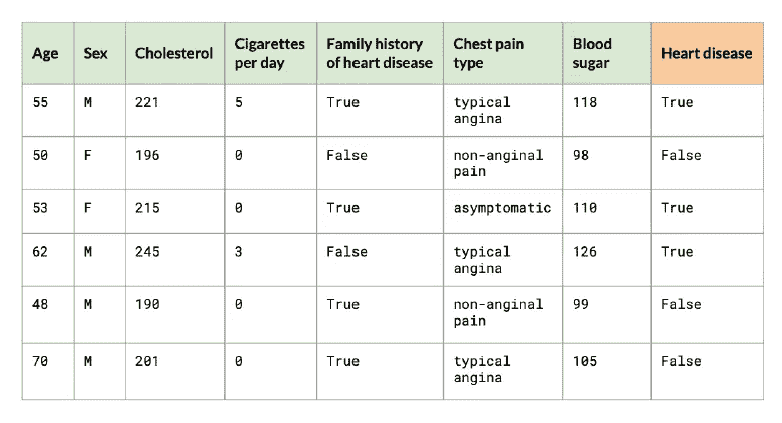 Age Sex Cholesterol Cigarettes per day Family history of heart disease Chest pain type Blood sugar Heart disease
55 M 221 5 True typical angina 118 True
50 F 196 0 False non-anginal pain 98 False
53 F 215 0 True asymptomatic 110 True
62 M 245 3 False typical angina 126 True
48 M 190 0 True non-anginal pain 99 False
70 M 201 0 True typical angina 105 False